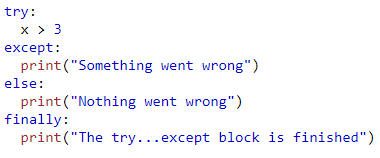 try:
  x > 3
except:
  print("Something went wrong")
else:
  print("Nothing went wrong")
finally:
  print("The try...except block is finished")